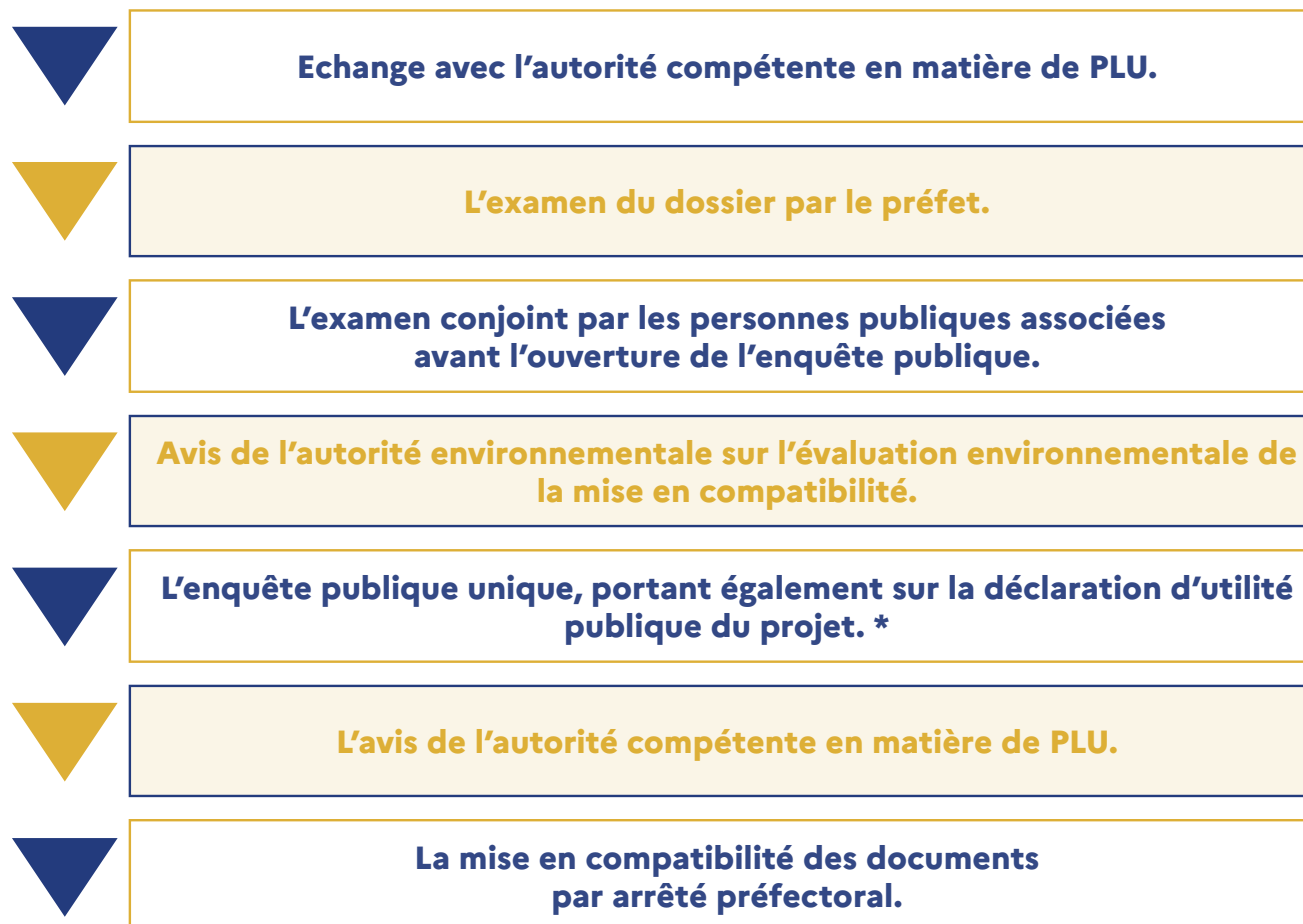 Echange avec l’autorité compétente en matière de PLU.
L’examen du dossier par le préfet.
L’examen conjoint par les personnes publiques associées
avant l’ouverture de l’enquête publique.
Avis de l’autorité environnementale sur l’évaluation environnementale de
la mise en compatibilité.
L’enquête publique unique, portant également sur la déclaration d’utilité
publique du projet. *
L’avis de l’autorité compétente en matière de PLU.
La mise en compatibilité des documents
par arrêté préfectoral.